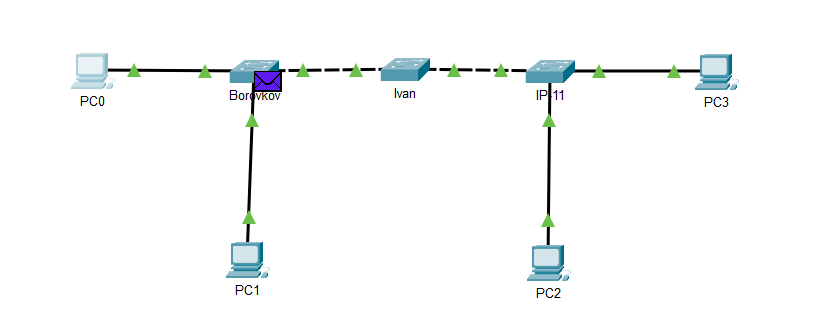 PC0
Borovkov
Ivan
IP-11
PC3
PC1
PC2